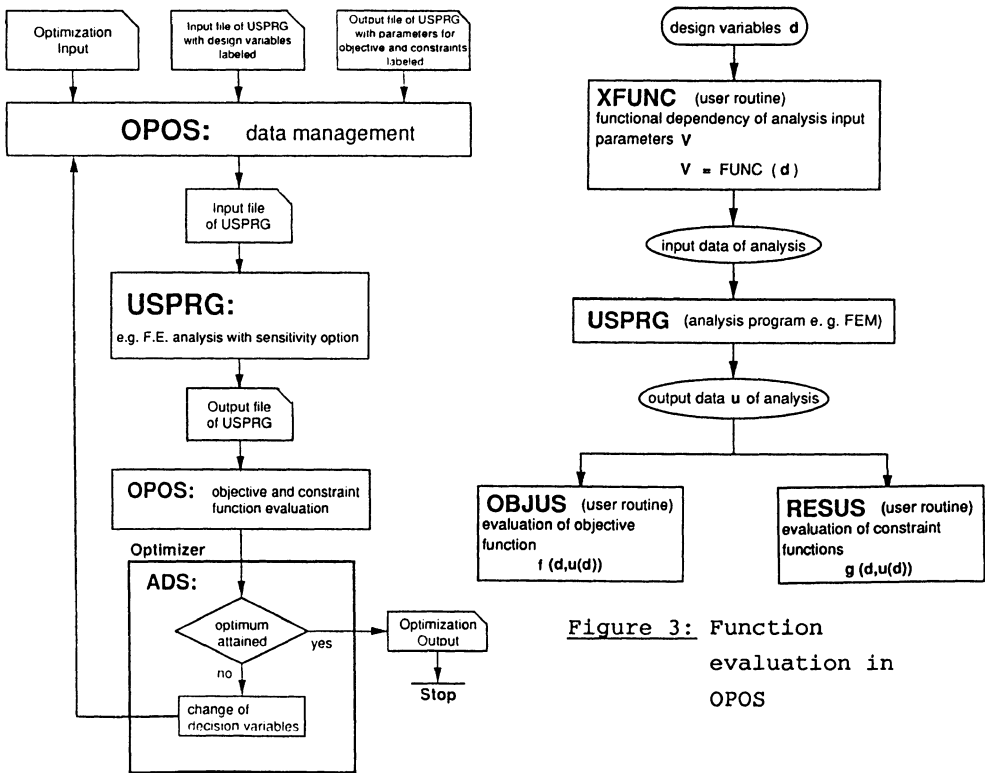 Optimization
Input
Input file of USPRG
with design variables
labeled
Output file of USPRG
with parameters for
objective and constraints
labeled
OPOS: data management
Input file
of USPRG
USPRG:
e.g. F.E. analysis with sensitivity option
Output file
of USPRG
OPOS: objective and constraint
function evaluation
Optimizer
ADS:
optimum
attained
yes
no
Optimization
Output
Stop
change of
decision variables
design variables d
XFUNC (user routine)
functional dependency of analysis input
parameters V
V = FUNC (d)
input data of analysis
USPRG (analysis program e. g. FEM)
output data u of analysis
OBJUS (user routine)
evaluation of objective
function
f (d,u(d))
RESUS (user routine)
evaluation of constraint
functions
g (d,u(d))
Figure 3: Function
evaluation in
OPOS